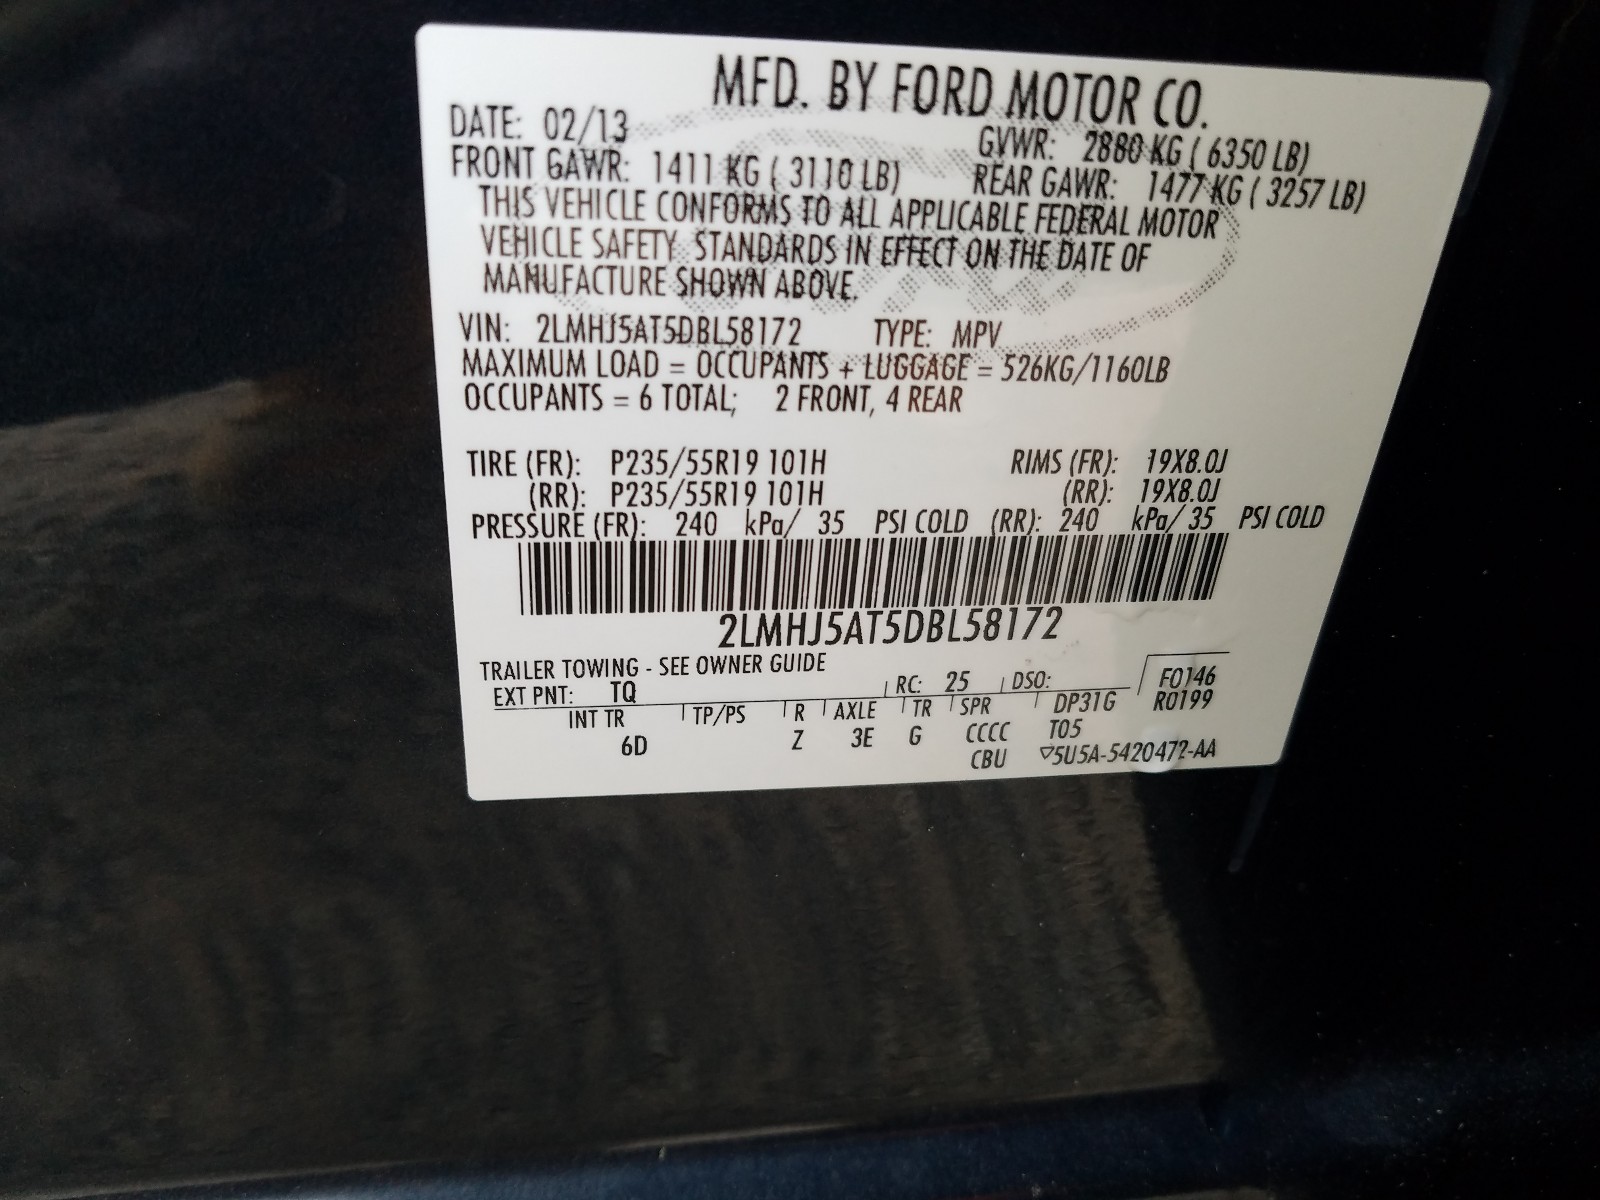 MFD. BY FORD MOTOR CO.
DATE: 02/13 GVWR: 2880 KG ( 6350 LB)
FRONT GAWR: 1411 KG ( 3110 LB) REAR GAWR: 1477 KG ( 3257 LB)
THIS VEHICLE CONFORMS TO ALL APPLICABLE FEDERAL MOTOR
VEHICLE SAFETY STANDARDS IN EFFECT ON THE DATE OF
MANUFACTURE SHOWN ABOVE.
VIN: 2LMHJ5AT5DBL58172 TYPE: MPV
MAXIMUM LOAD = OCCUPANTS + LUGGAGE = 526KG/1160LB
OCCUPANTS = 6 TOTAL; 2 FRONT, 4 REAR
TIRE (FR): P235/55R19 101H RIMS (FR): 19X8.0J
(RR): P235/55R19 101H (RR): 19X8.0J
PRESSURE (FR): 240 kPa/ 35 PSI COLD (RR): 240 kPa/ 35 PSI COLD
2LMHJ5AT5DBL58172
TRAILER TOWING - SEE OWNER GUIDE
EXT PNT: TQ RC: 25 DSO: F0146
INT TR TP/PS R AXLE TR SPR DP31G R0199
6D Z 3E G CCCC T05
CBU ▽5U5A-5420472-AA